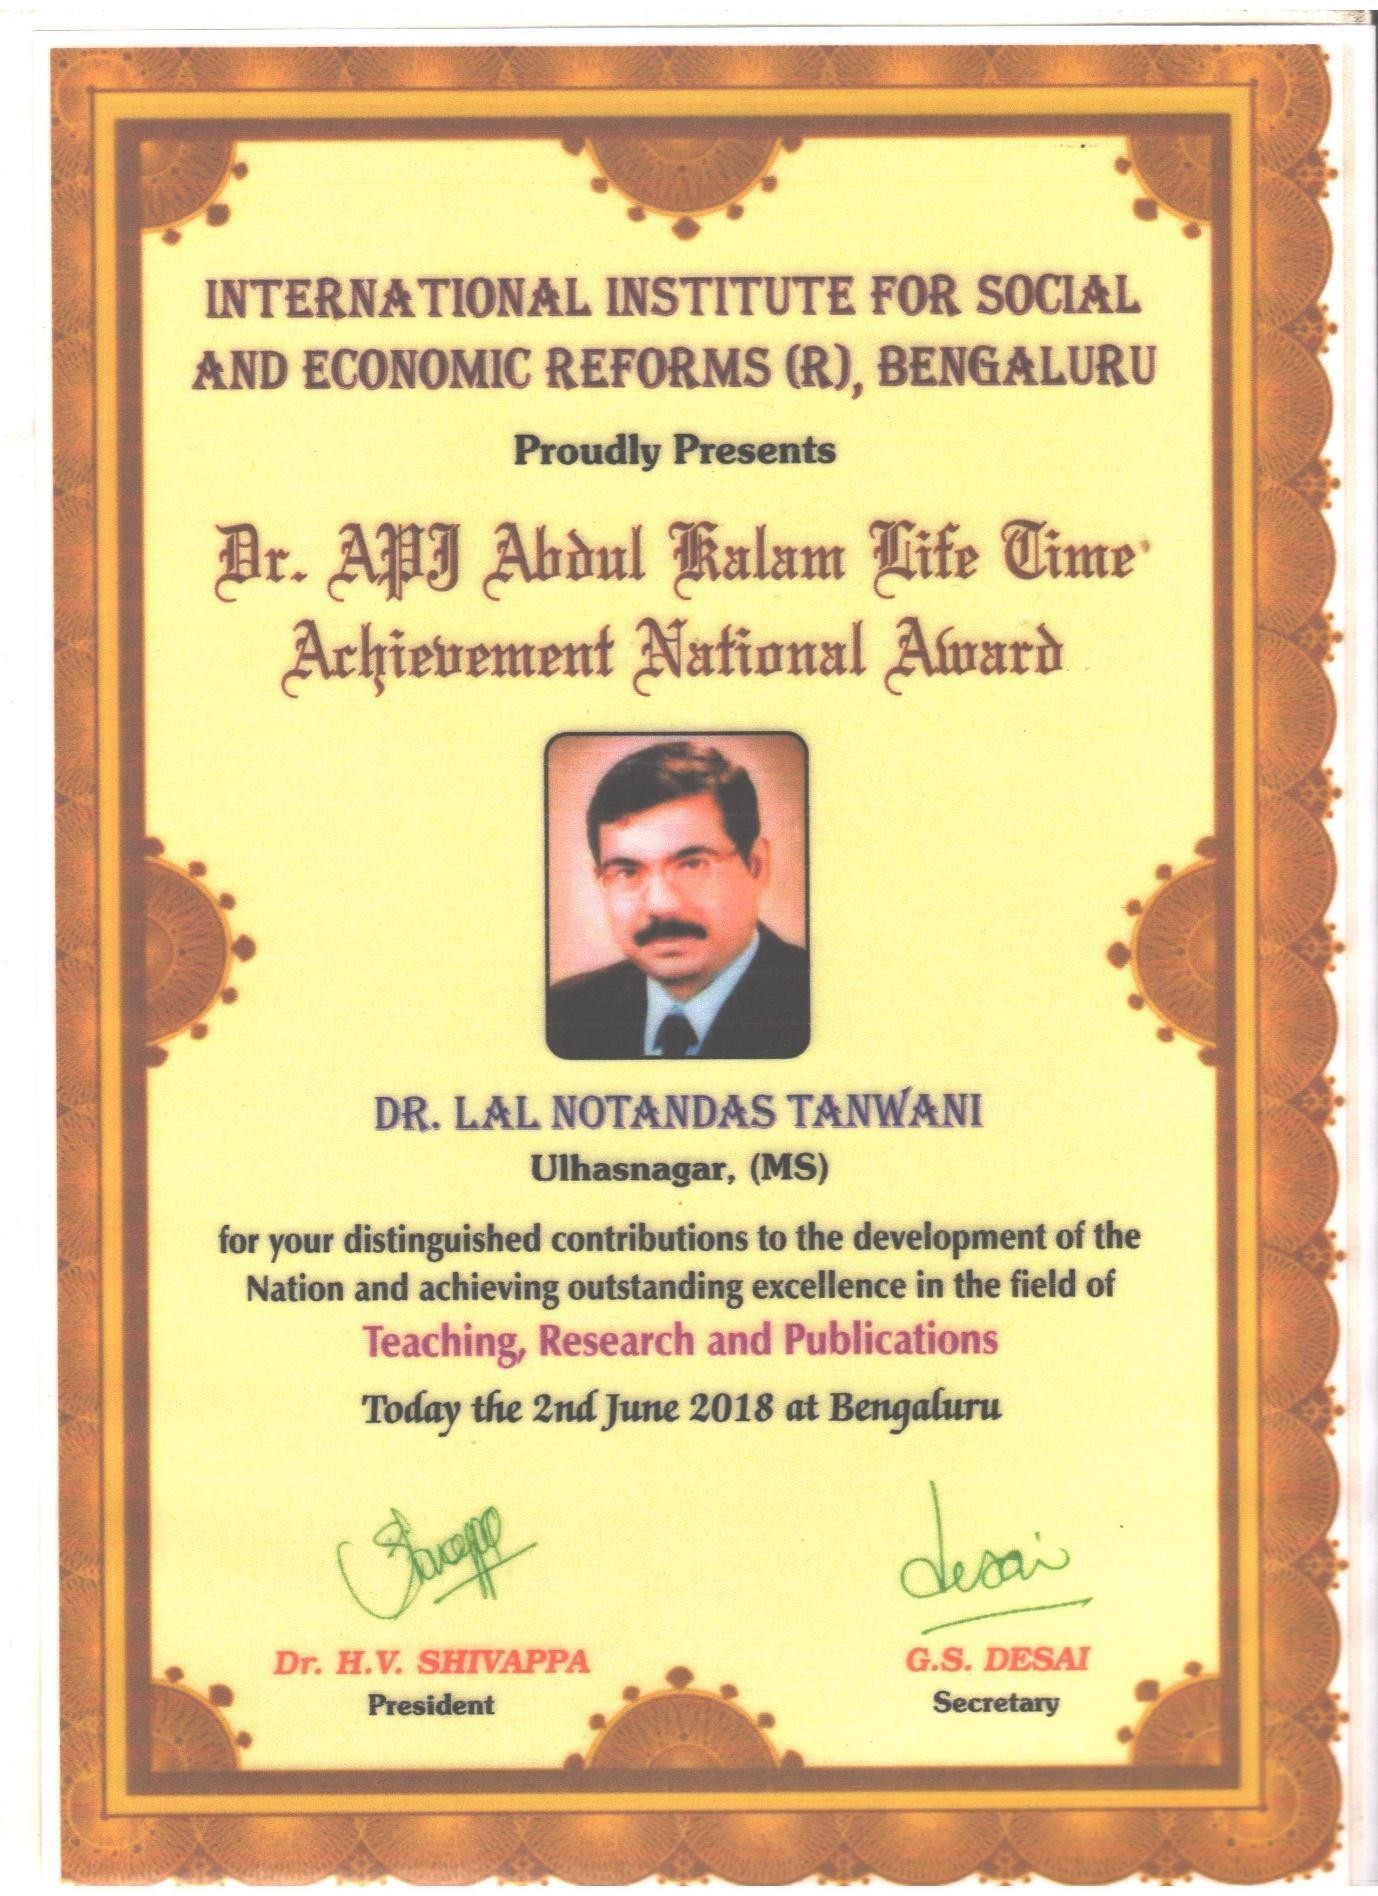 INTERNATIONAL INSTITUTE FOR SOCIAL
AND ECONOMIC REFORMS (R), BENGALURU
Proudly Presents
Dr. APJ Abdul Kalam Life Time
Achievement National Award
DR. LAL NOTANDAS TANWANI
Ulhasnagar, (MS)
for your distinguished contributions to the development of the
Nation and achieving outstanding excellence in the field of
Teaching, Research and Publications
Today the 2nd June 2018 at Bengaluru
Shivappa
Desai
Dr. H.V. SHIVAPPA
G.S. DESAI
President
Secretary